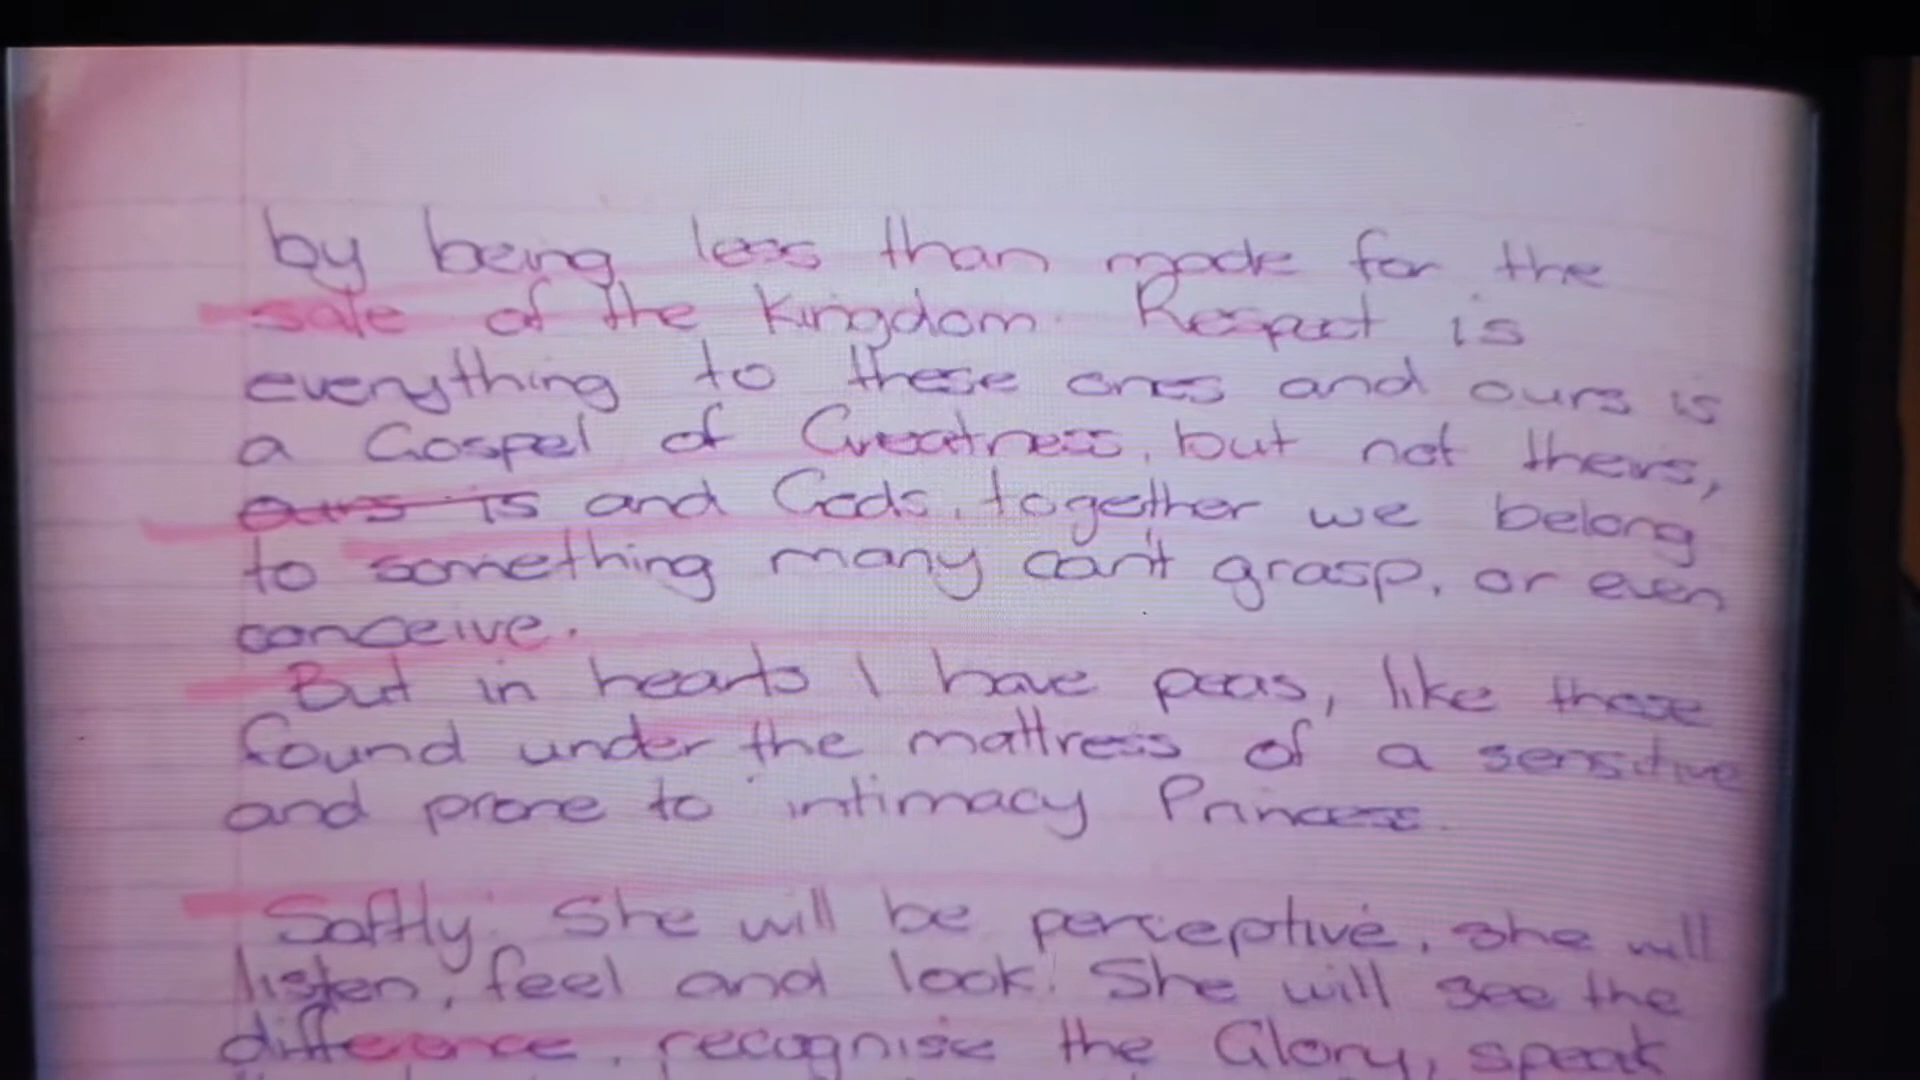 by being less than made for the
sale of the Kingdom. Respect is
everything to these ones and ours is
a Gospel of Greatness, but not theirs,
ours is and Gods, together we belong
to something many can't grasp, or even
conceive.
But in hearts I have peas, like these
found under the mattress of a sensitive
and prone to intimacy Princess.
Softly. She will be perceptive, she will
listen, feel and look. She will see the
difference, recognise the Glory, speak